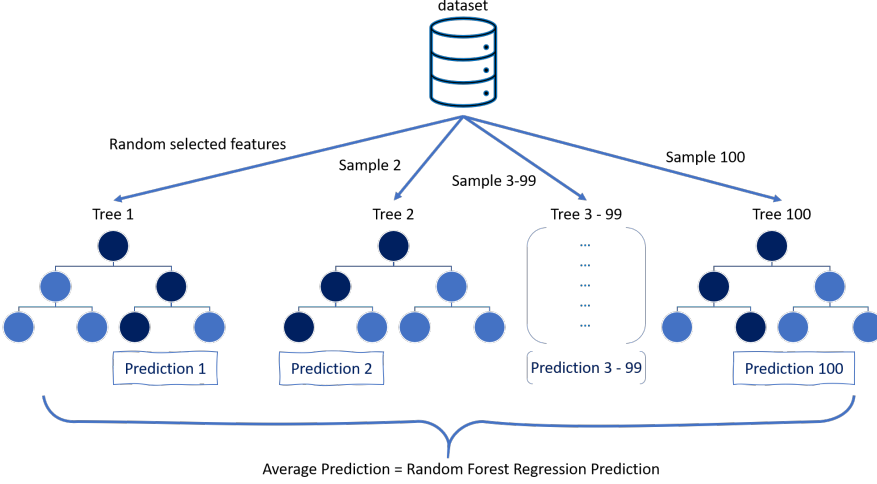 dataset
Random selected features
Sample 2
Sample 3-99
Sample 100
Tree 1
Tree 2
Tree 3 - 99
Tree 100
...
...
...
...
...
Prediction 1
Prediction 2
Prediction 3 - 99
Prediction 100
Average Prediction = Random Forest Regression Prediction